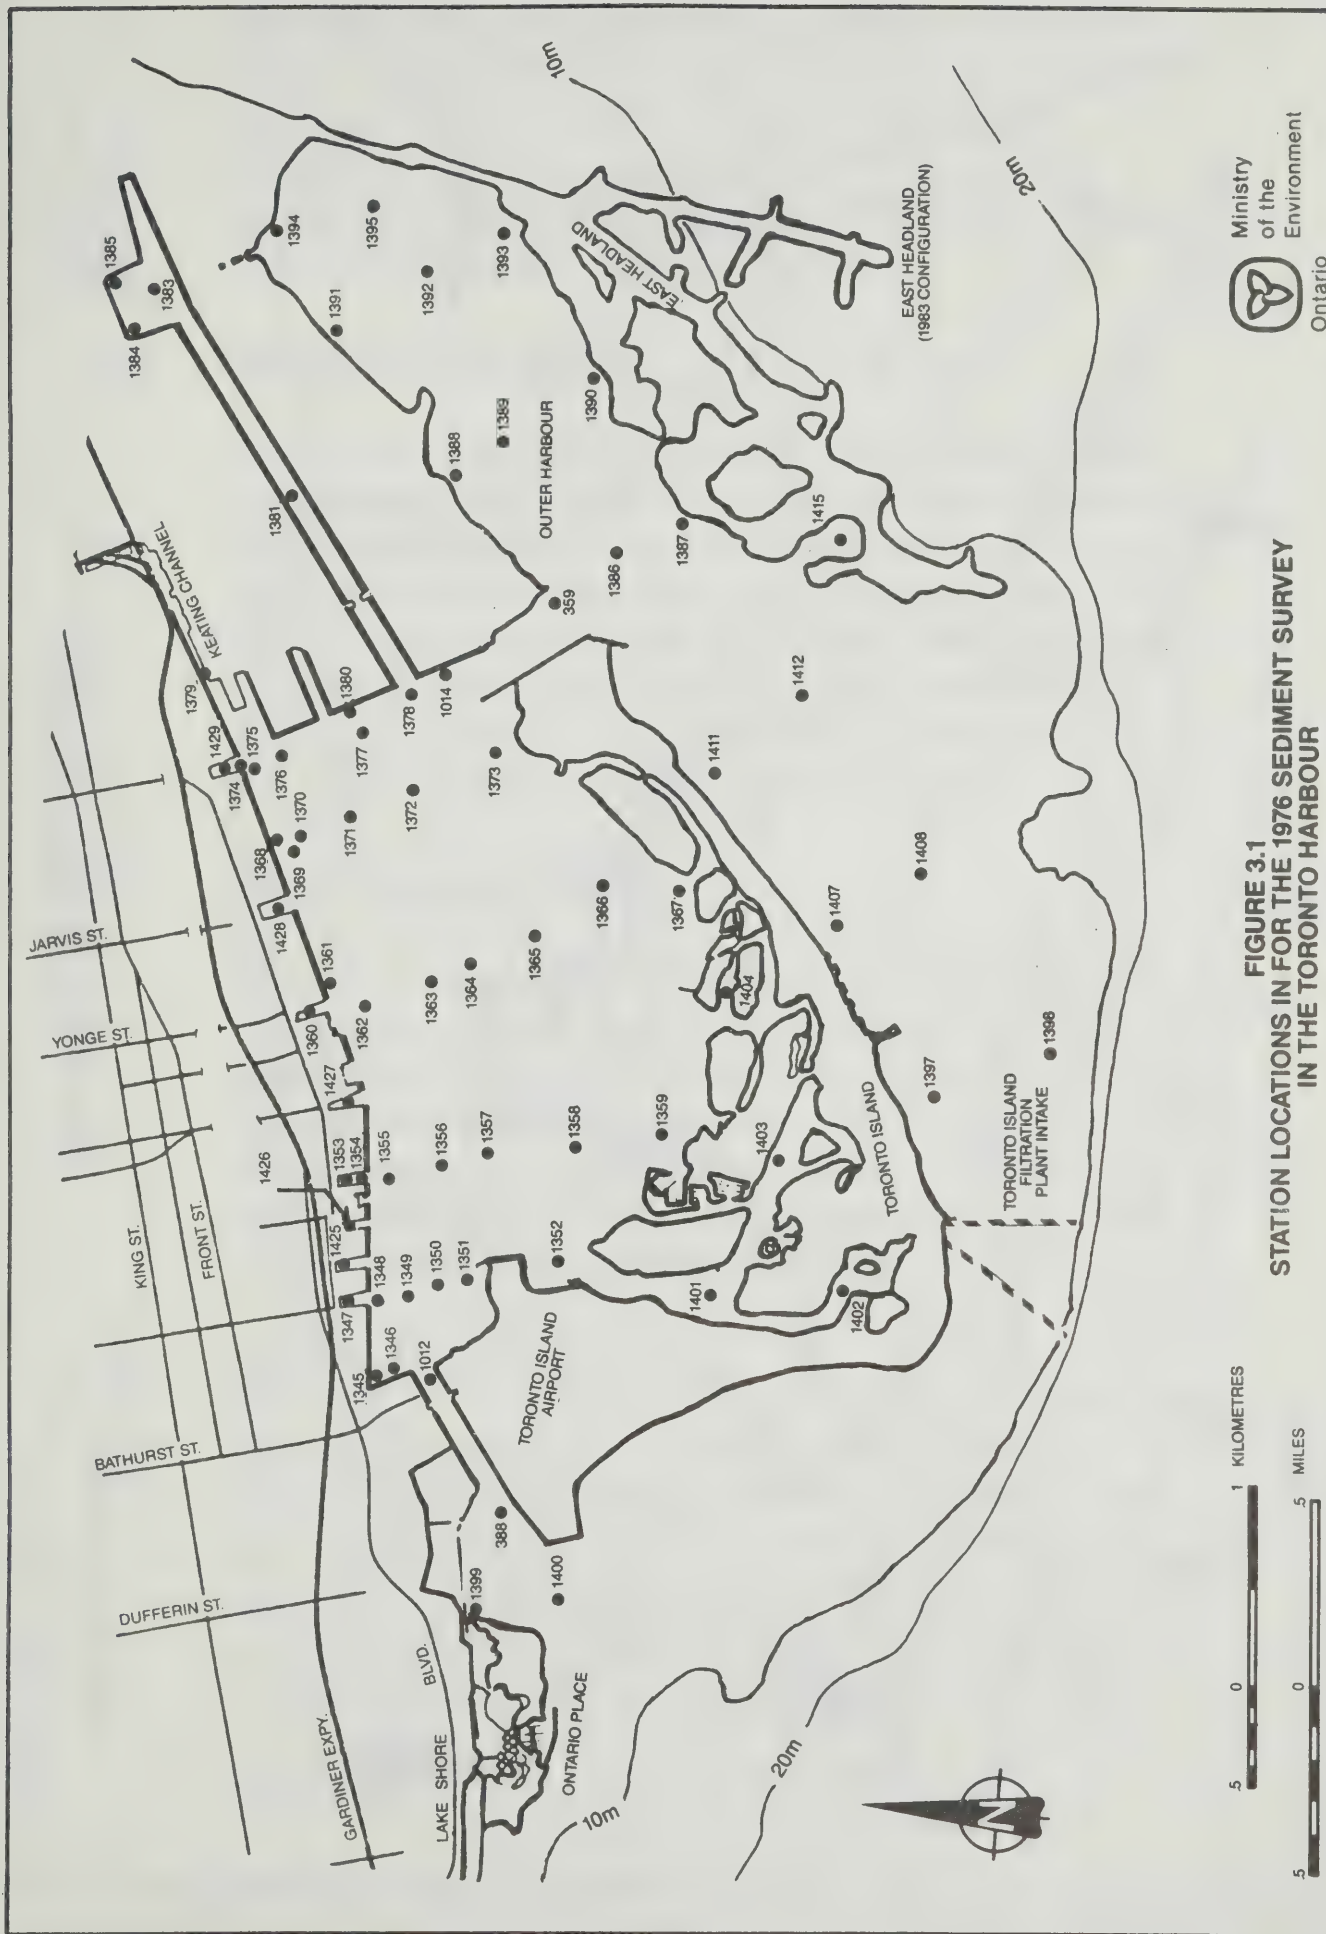 JARVIS ST.
YONGE ST.
KING ST.
FRONT ST.
BATHURST ST.
DUFFERIN ST.
GARDINER EXPY.
LAKE SHORE
BLVD.
KEATING CHANNEL
1385
1383
1384
1381
1394
1395
1391
1392
1393
1388
1389
1390
OUTER HARBOUR
EAST HEADLAND
EAST HEADLAND
(1983 CONFIGURATION)
10m
20m
1379
1429
1374
1375
1376
1380
1377
1378
1014
359
1386
1387
1415
1368
1369
1370
1371
1372
1373
1412
1411
1428
1361
1360
1362
1363
1364
1365
1366
1367
1408
1407
1404
1427
1426
1353
1354
1355
1356
1357
1358
1359
1403
1397
1398
TORONTO ISLAND
TORONTO ISLAND
FILTRATION
PLANT INTAKE
1425
1347
1348
1349
1350
1351
1352
1401
1402
1345
1346
1012
TORONTO ISLAND
AIRPORT
388
1399
1400
ONTARIO PLACE
10m
20m
N
.5 0 1 KILOMETRES
.5 0 .5 MILES
FIGURE 3.1
STATION LOCATIONS IN FOR THE 1976 SEDIMENT SURVEY
IN THE TORONTO HARBOUR
Ministry
of the
Environment
Ontario